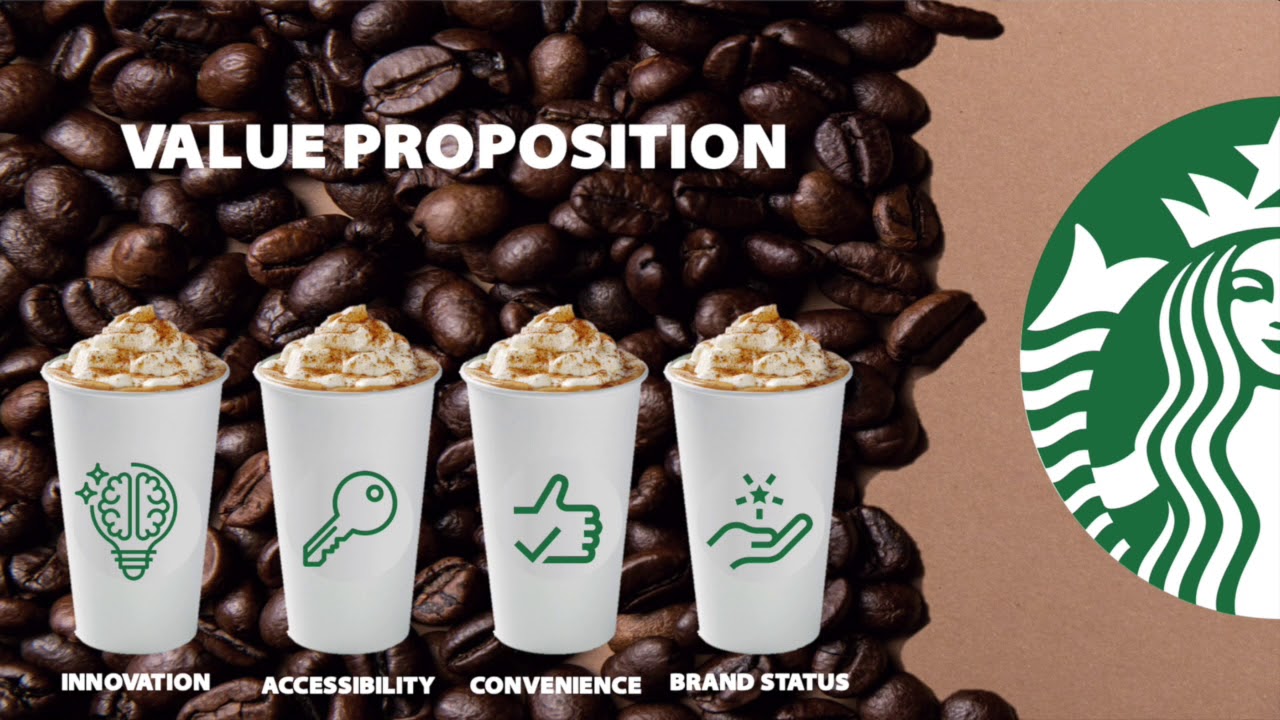 VALUE PROPOSITION
INNOVATION
ACCESSIBILITY
CONVENIENCE
BRAND STATUS